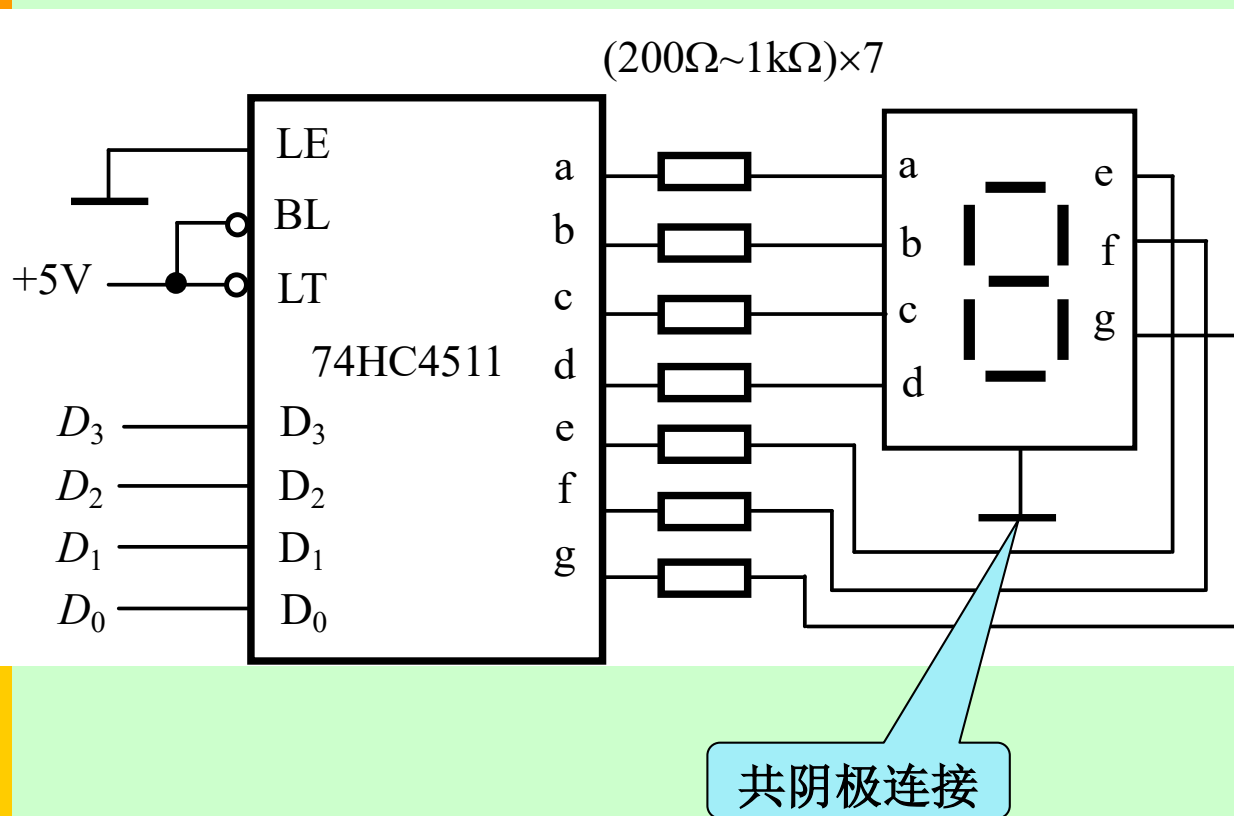 (200Ω~1kΩ)×7
LE
BL
+5V
LT
74HC4511
D₃
D₂
D₁
D₀
D₃
D₂
D₁
D₀
a
b
c
d
e
f
g
a
b
c
d
e
f
g
共阴极连接